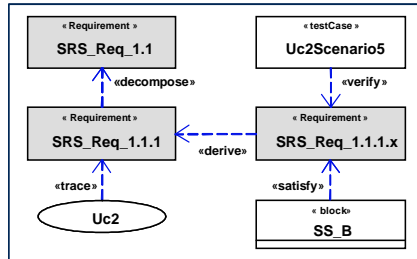 « Requirement »
SRS_Req_1.1
« testCase »
Uc2Scenario5
«decompose»
«verify»
« Requirement »
SRS_Req_1.1.1
« Requirement »
SRS_Req_1.1.1.x
«derive»
«trace»
«satisfy»
Uc2
« block»
SS_B